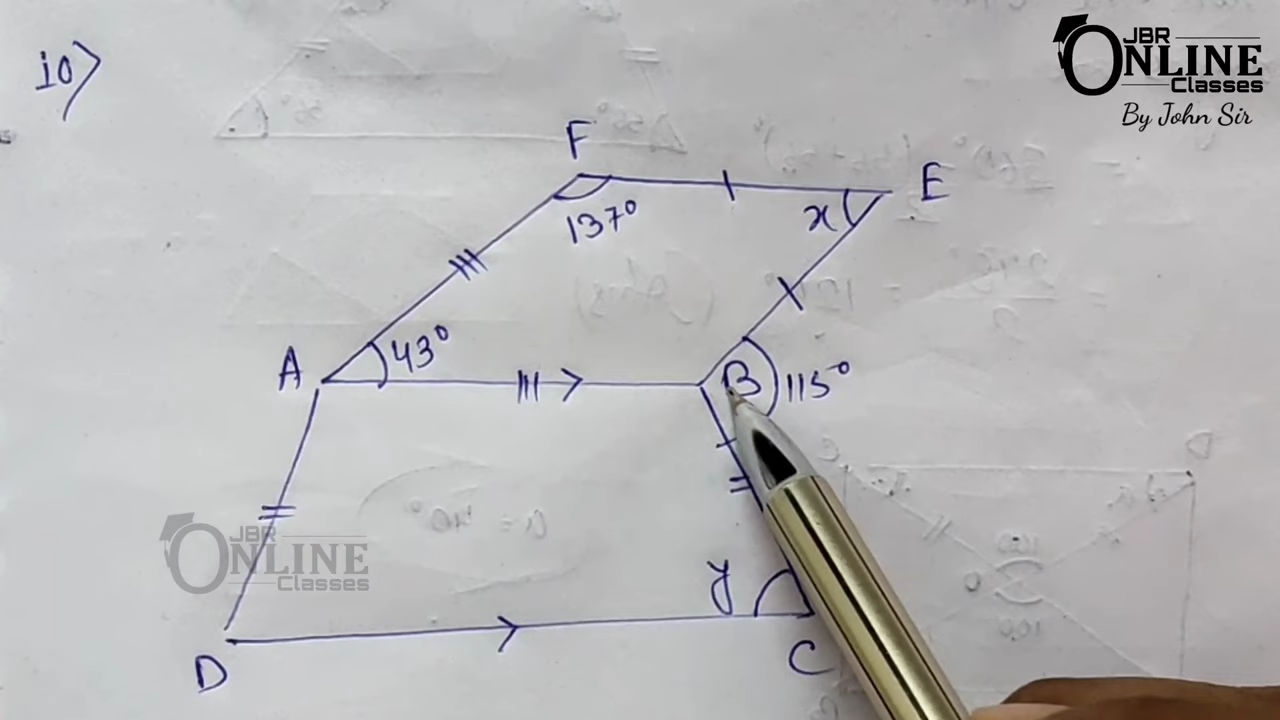 10)
JBR
ONLINE
Classes
By John Sir
F
E
137°
x
A
43°
B
115°
JBR
ONLINE
Classes
y
D
C